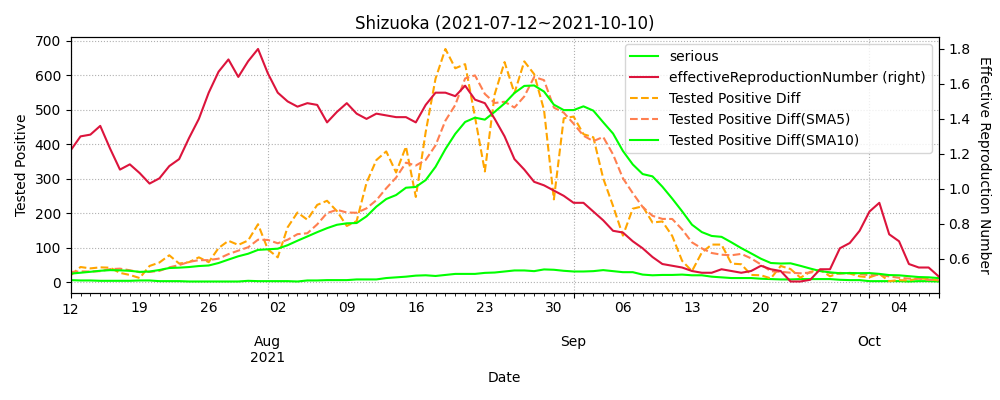 Shizuoka (2021-07-12~2021-10-10)
serious
effectiveReproductionNumber (right)
Tested Positive Diff
Tested Positive Diff(SMA5)
Tested Positive Diff(SMA10)
Tested Positive
700
600
500
400
300
200
100
0
1.8
1.6
1.4
1.2
1.0
0.8
0.6
Effective Reproduction Number
12 19 26 02 09 16 23 30 06 13 20 27 04
Aug Sep Oct
2021
Date